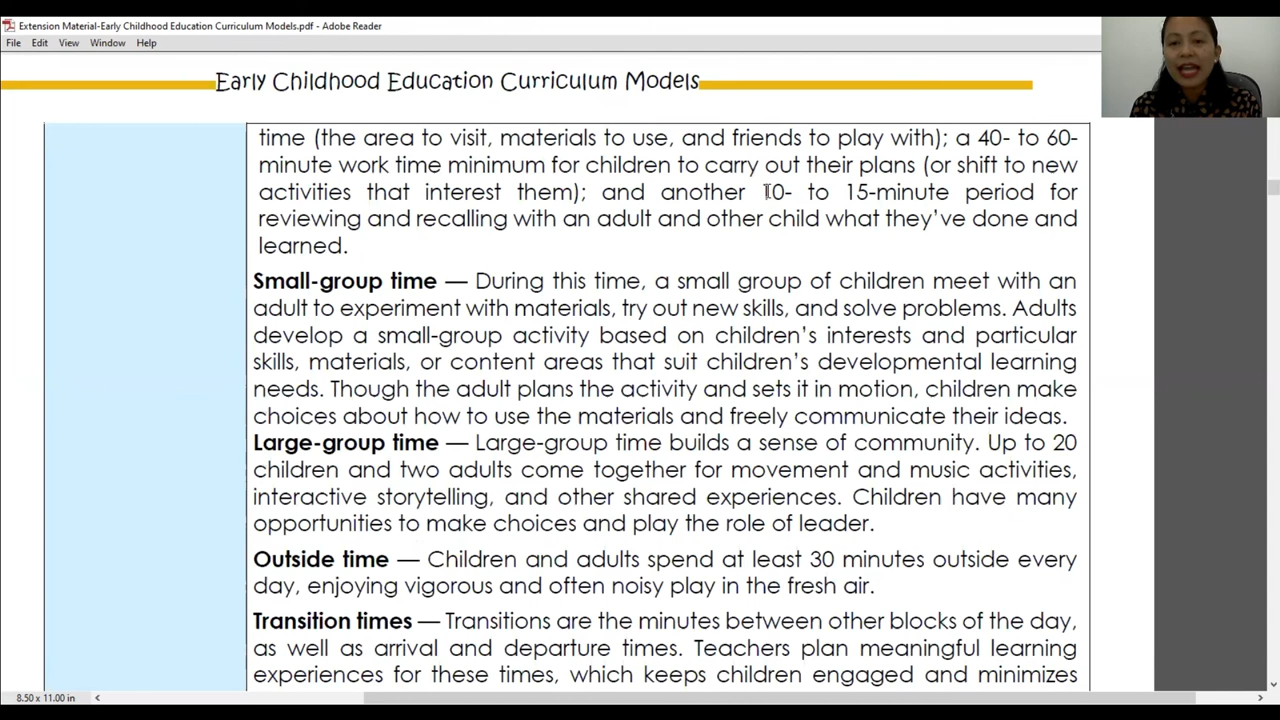 Extension Material-Early Childhood Education Curriculum Models.pdf - Adobe Reader
File Edit View Window Help
Early Childhood Education Curriculum Models
time (the area to visit, materials to use, and friends to play with); a 40- to 60-
minute work time minimum for children to carry out their plans (or shift to new
activities that interest them); and another 10- to 15-minute period for
reviewing and recalling with an adult and other child what they've done and
learned.
Small-group time — During this time, a small group of children meet with an
adult to experiment with materials, try out new skills, and solve problems. Adults
develop a small-group activity based on children's interests and particular
skills, materials, or content areas that suit children's developmental learning
needs. Though the adult plans the activity and sets it in motion, children make
choices about how to use the materials and freely communicate their ideas.
Large-group time — Large-group time builds a sense of community. Up to 20
children and two adults come together for movement and music activities,
interactive storytelling, and other shared experiences. Children have many
opportunities to make choices and play the role of leader.
Outside time — Children and adults spend at least 30 minutes outside every
day, enjoying vigorous and often noisy play in the fresh air.
Transition times — Transitions are the minutes between other blocks of the day,
as well as arrival and departure times. Teachers plan meaningful learning
experiences for these times, which keeps children engaged and minimizes
8.50 x 11.00 in